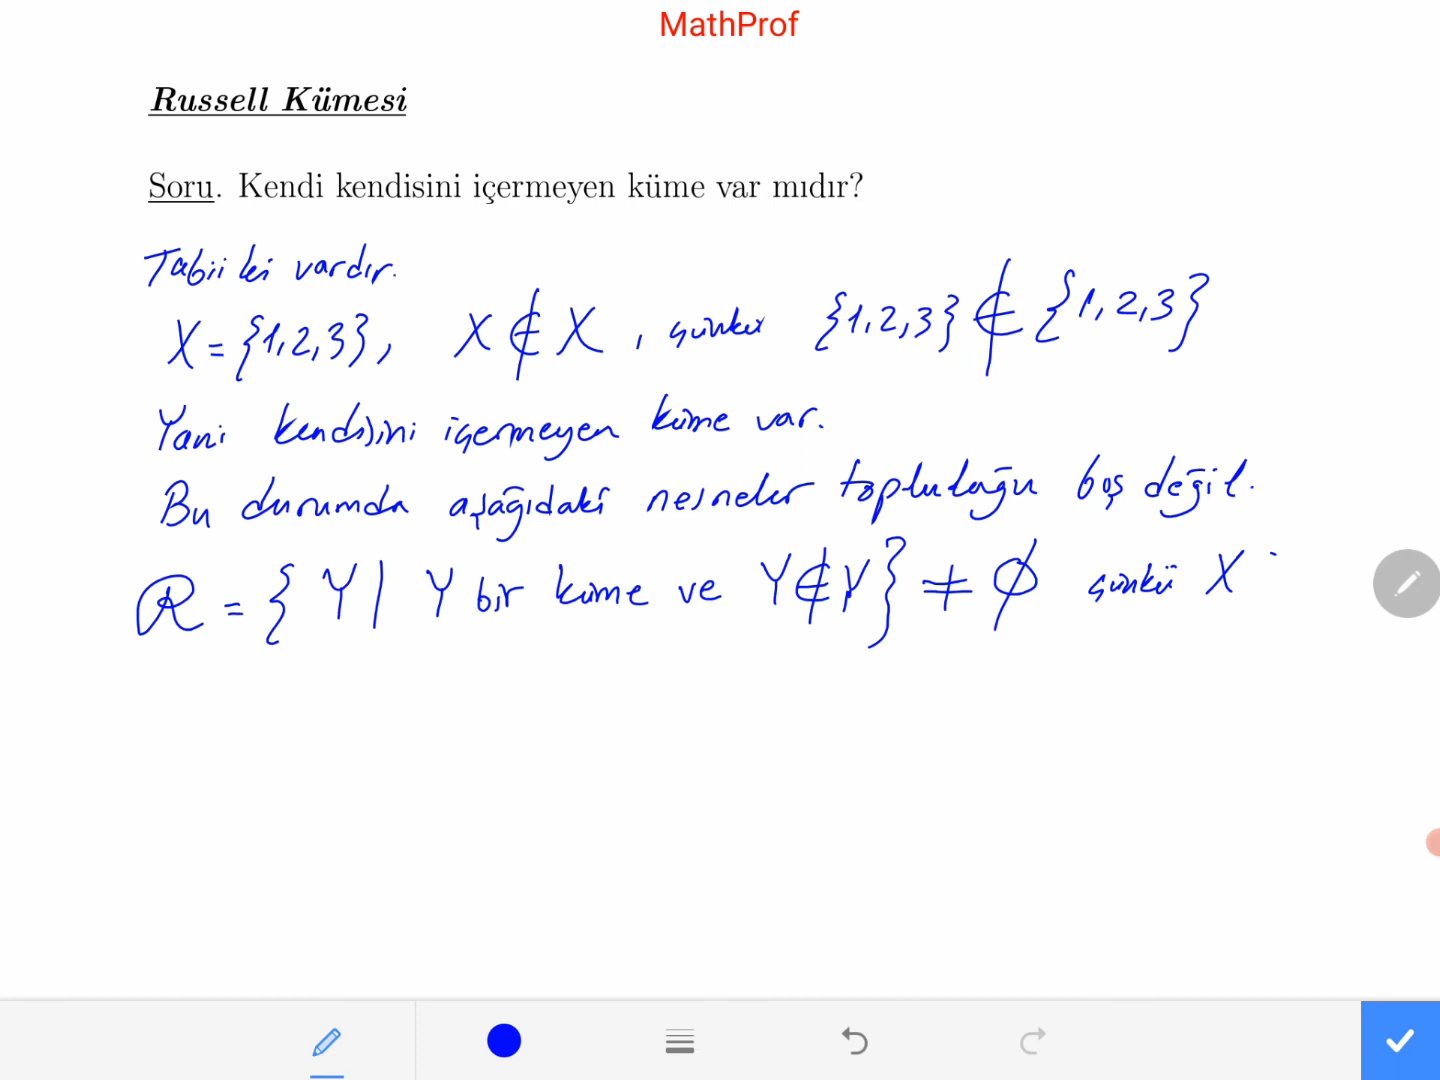 MathProf
Russell Kümesi
Soru. Kendi kendisini içermeyen küme var mıdır?
Tabii ki vardır.
X = {1,2,3}, X ∉ X, çünkü {1,2,3} ∉ {1,2,3}
Yani kendisini içermeyen küme var.
Bu durumda aşağıdaki nesneler topluluğu boş değil.
R = { Y | Y bir küme ve Y ∉ Y } ≠ ∅ çünkü X